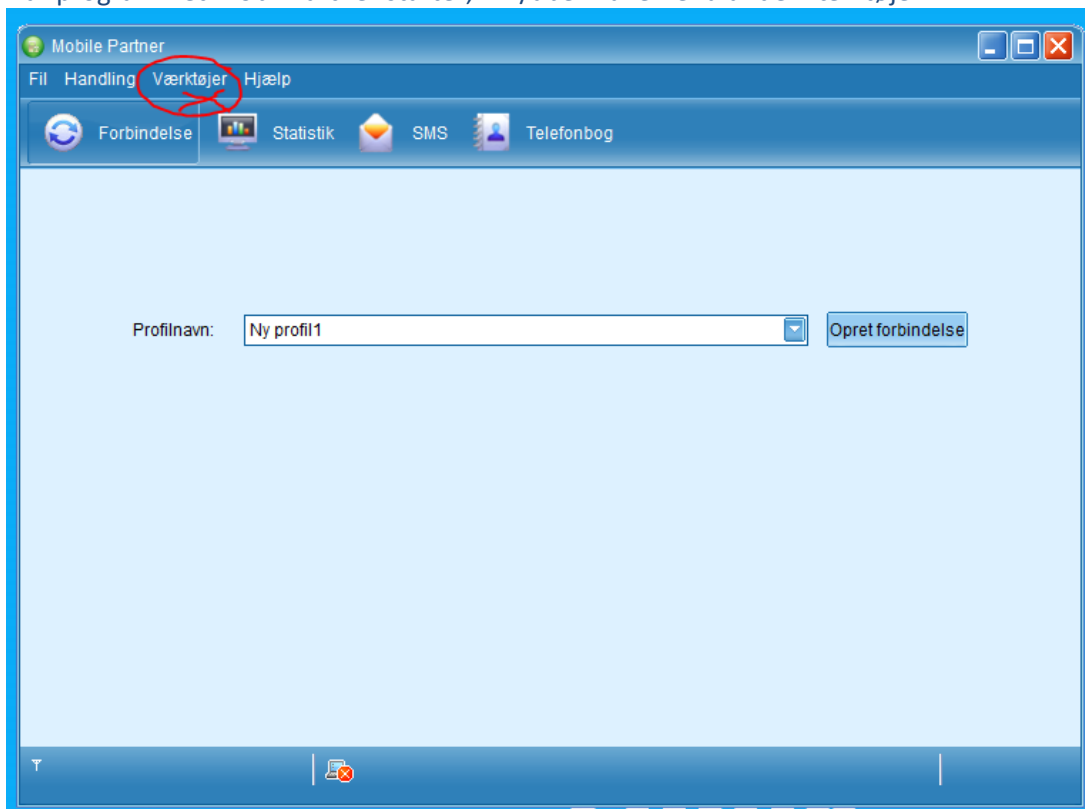 Mobile Partner
Fil Handling Værktøjer Hjælp
Forbindelse Statistik SMS Telefonbog
Profilnavn: Ny profil1 Opret forbindelse